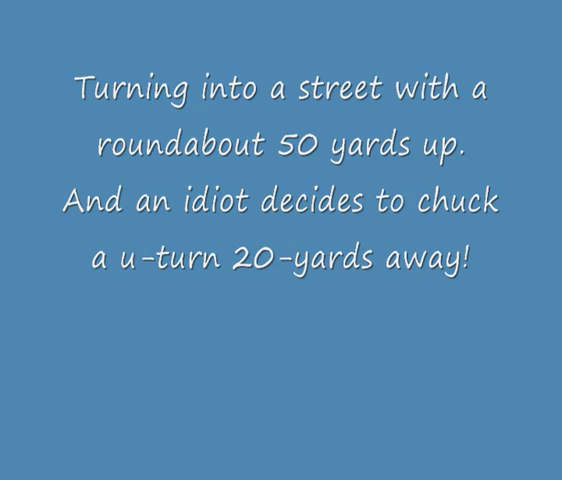 Turning into a street with a
roundabout 50 yards up.
And an idiot decides to chuck
a u-turn 20-yards away!